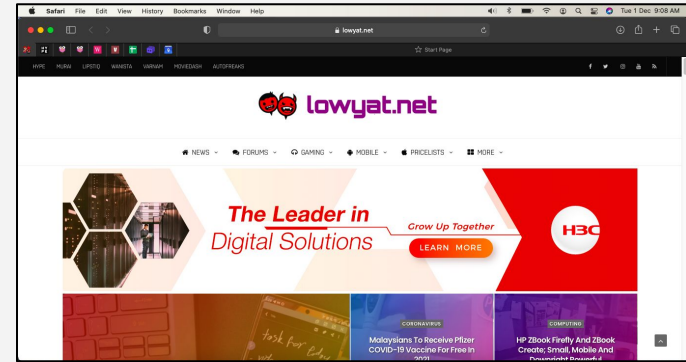 Safari File Edit View History Bookmarks Window Help Tue 1 Dec 9:08 AM
lowyat.net
Start Page
HYPE MURAI LIPSTIQ WANISTA VARNAM MOVIEDASH AUTOFREAKS
lowyat.net
NEWS FORUMS GAMING MOBILE PRICELISTS MORE
The Leader in
Digital Solutions
Grow Up Together
LEARN MORE
H3C
CORONAVIRUS
Malaysians To Receive Pfizer
COVID-19 Vaccine For Free In
2021
COMPUTING
HP ZBook Firefly And ZBook
Create; Small, Mobile And
Downright Powerful